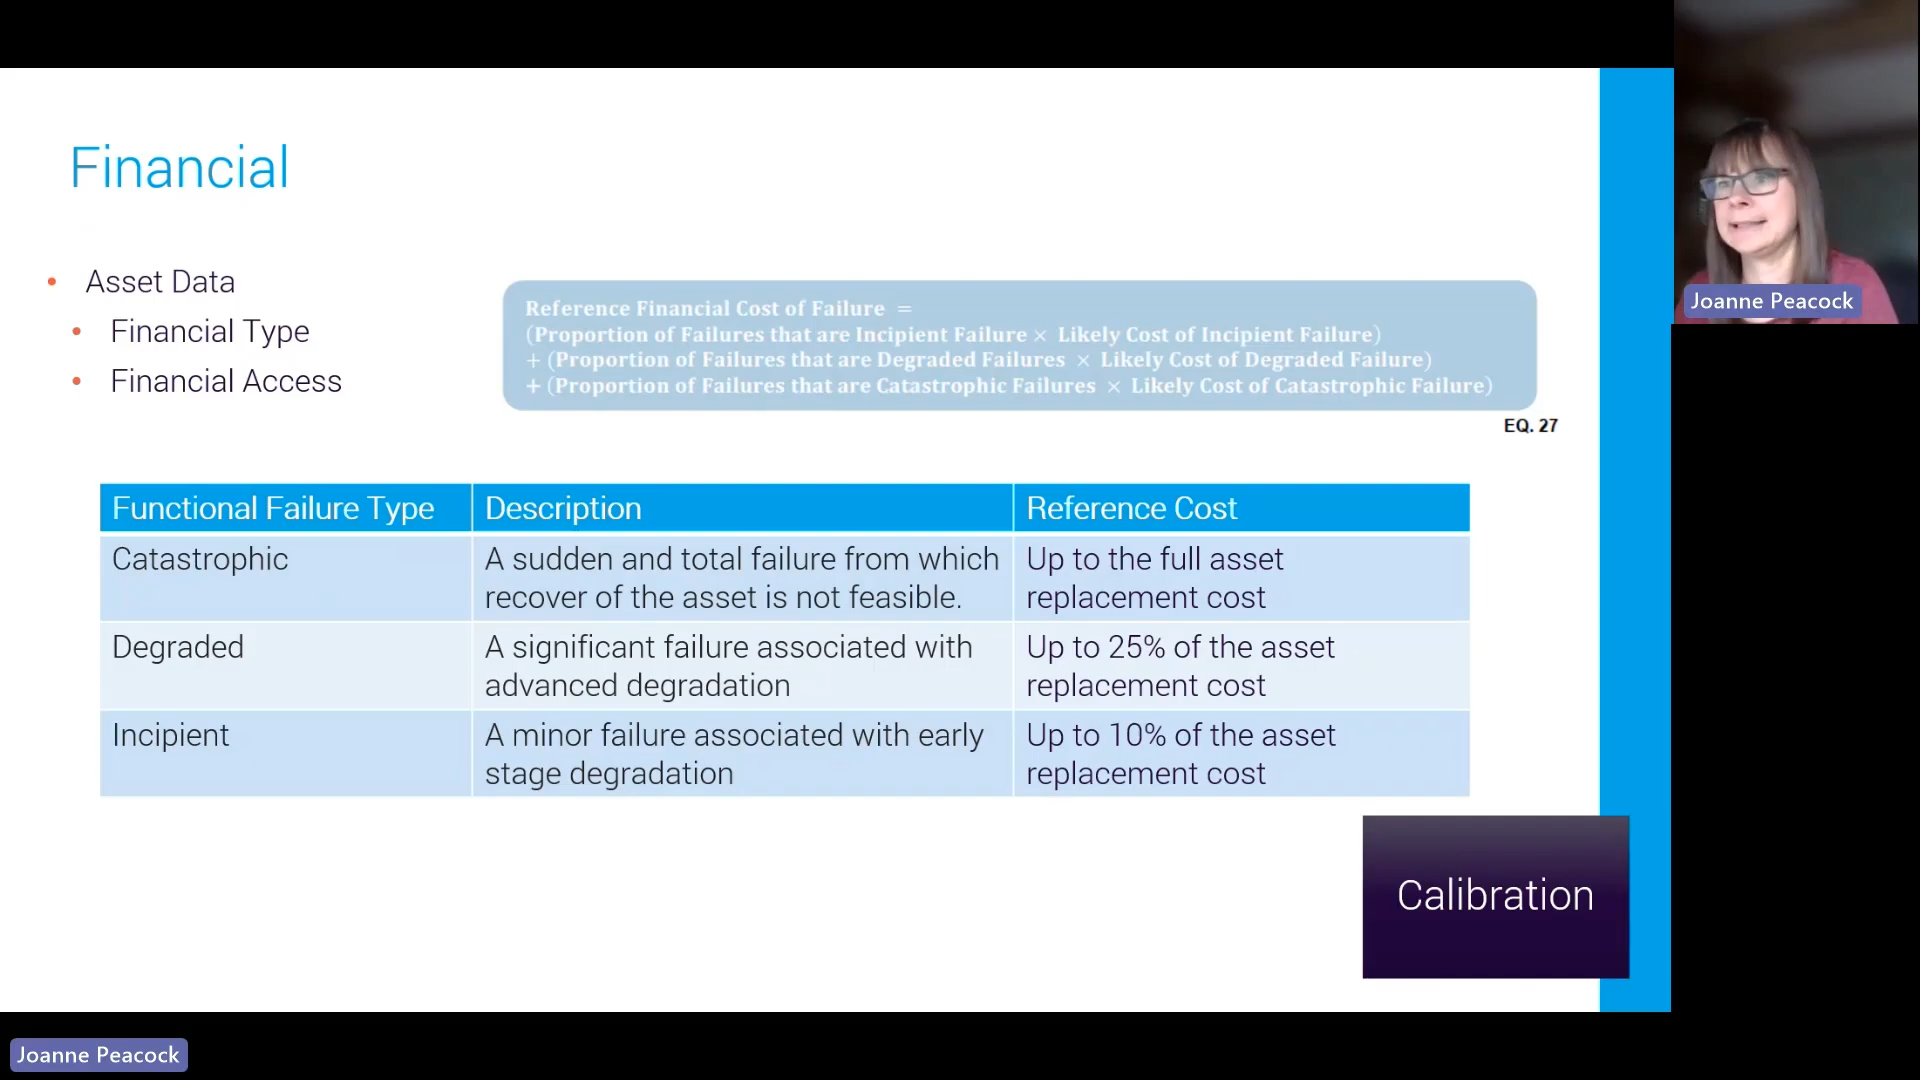 Financial
• Asset Data
• Financial Type
• Financial Access
Reference Financial Cost of Failure =
(Proportion of Failures that are Incipient Failure × Likely Cost of Incipient Failure)
+ (Proportion of Failures that are Degraded Failures × Likely Cost of Degraded Failure)
+ (Proportion of Failures that are Catastrophic Failures × Likely Cost of Catastrophic Failure)
EQ. 27
Functional Failure Type Description Reference Cost
Catastrophic
A sudden and total failure from which
recover of the asset is not feasible.
Up to the full asset
replacement cost
Degraded
A significant failure associated with
advanced degradation
Up to 25% of the asset
replacement cost
Incipient
A minor failure associated with early
stage degradation
Up to 10% of the asset
replacement cost
Calibration
Joanne Peacock
Joanne Peacock